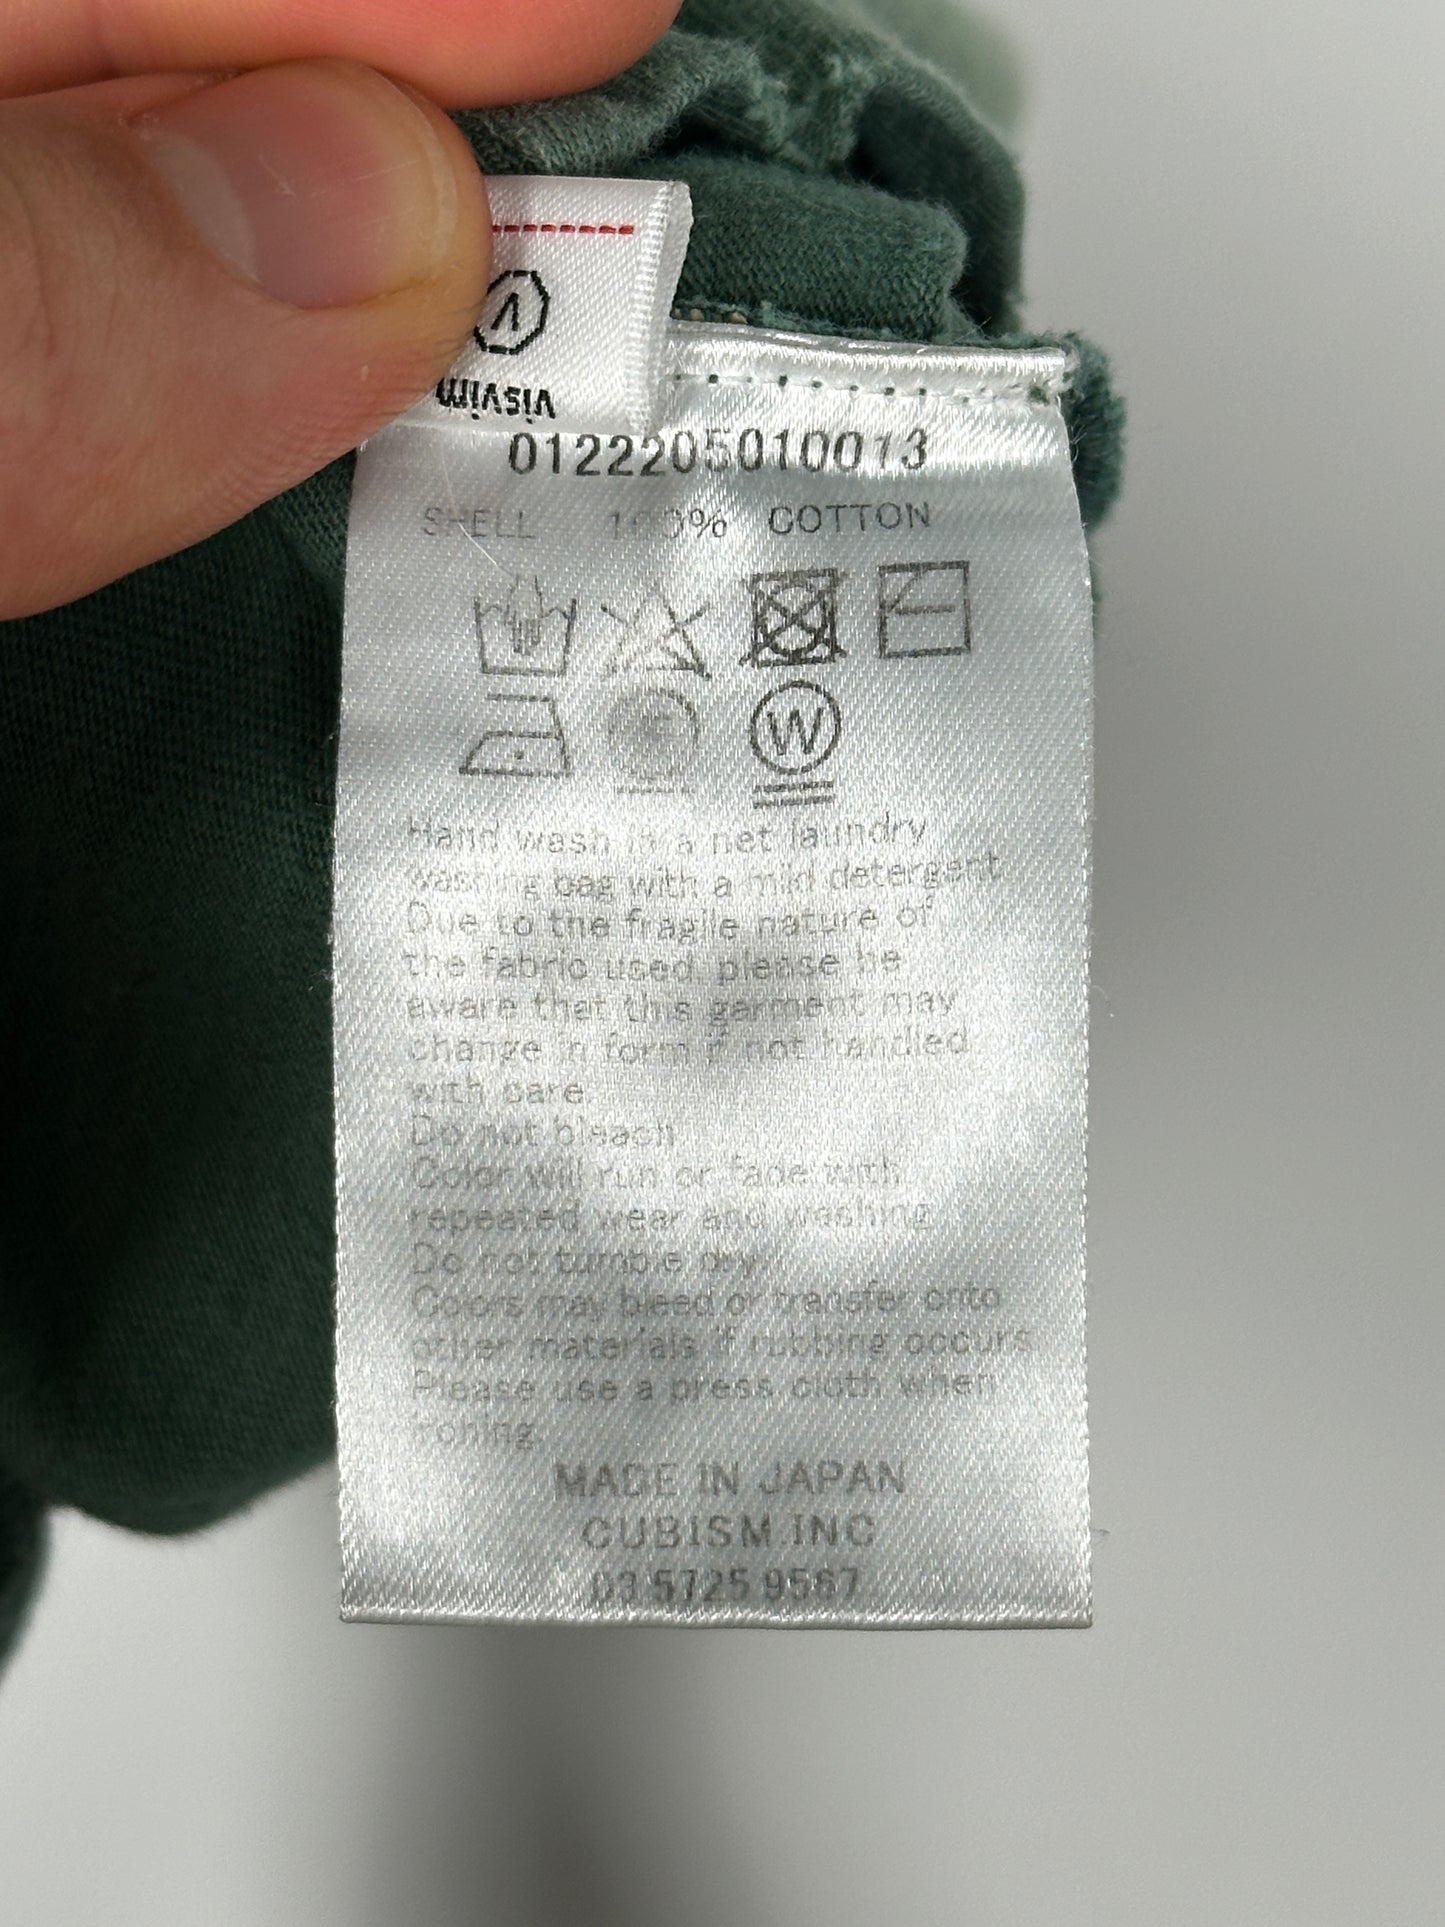 V
visvim
0122205010013
SHELL 100% COTTON
W
Hand wash in a net laundry
washing bag with a mild detergent
Due to the fragile nature of
the fabric used, please be
aware that this garment may
change in form if not handled
with care.
Do not bleach
Color will run or fade with
repeated wear and washing
Do not tumble dry
Colors may bleed or transfer onto
other materials if rubbing occurs
Please use a press cloth when
ironing.
MADE IN JAPAN
CUBISM.INC
03 5725 9567